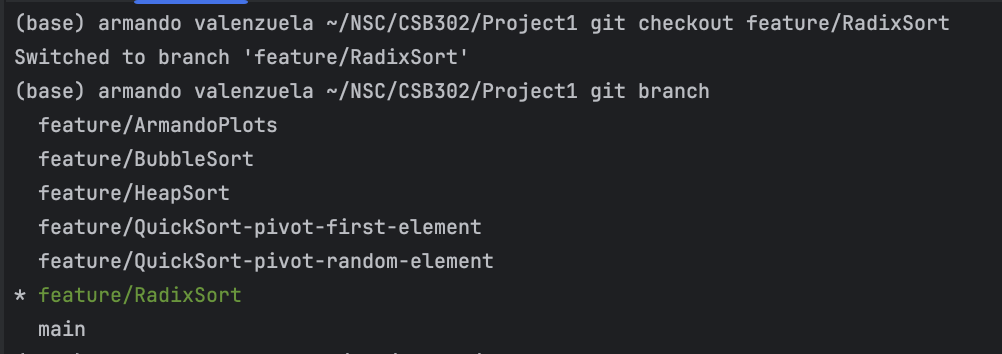 (base) armando valenzuela ~/NSC/CSB302/Project1 git checkout feature/RadixSort
Switched to branch 'feature/RadixSort'
(base) armando valenzuela ~/NSC/CSB302/Project1 git branch
  feature/ArmandoPlots
  feature/BubbleSort
  feature/HeapSort
  feature/QuickSort-pivot-first-element
  feature/QuickSort-pivot-random-element
* feature/RadixSort
  main